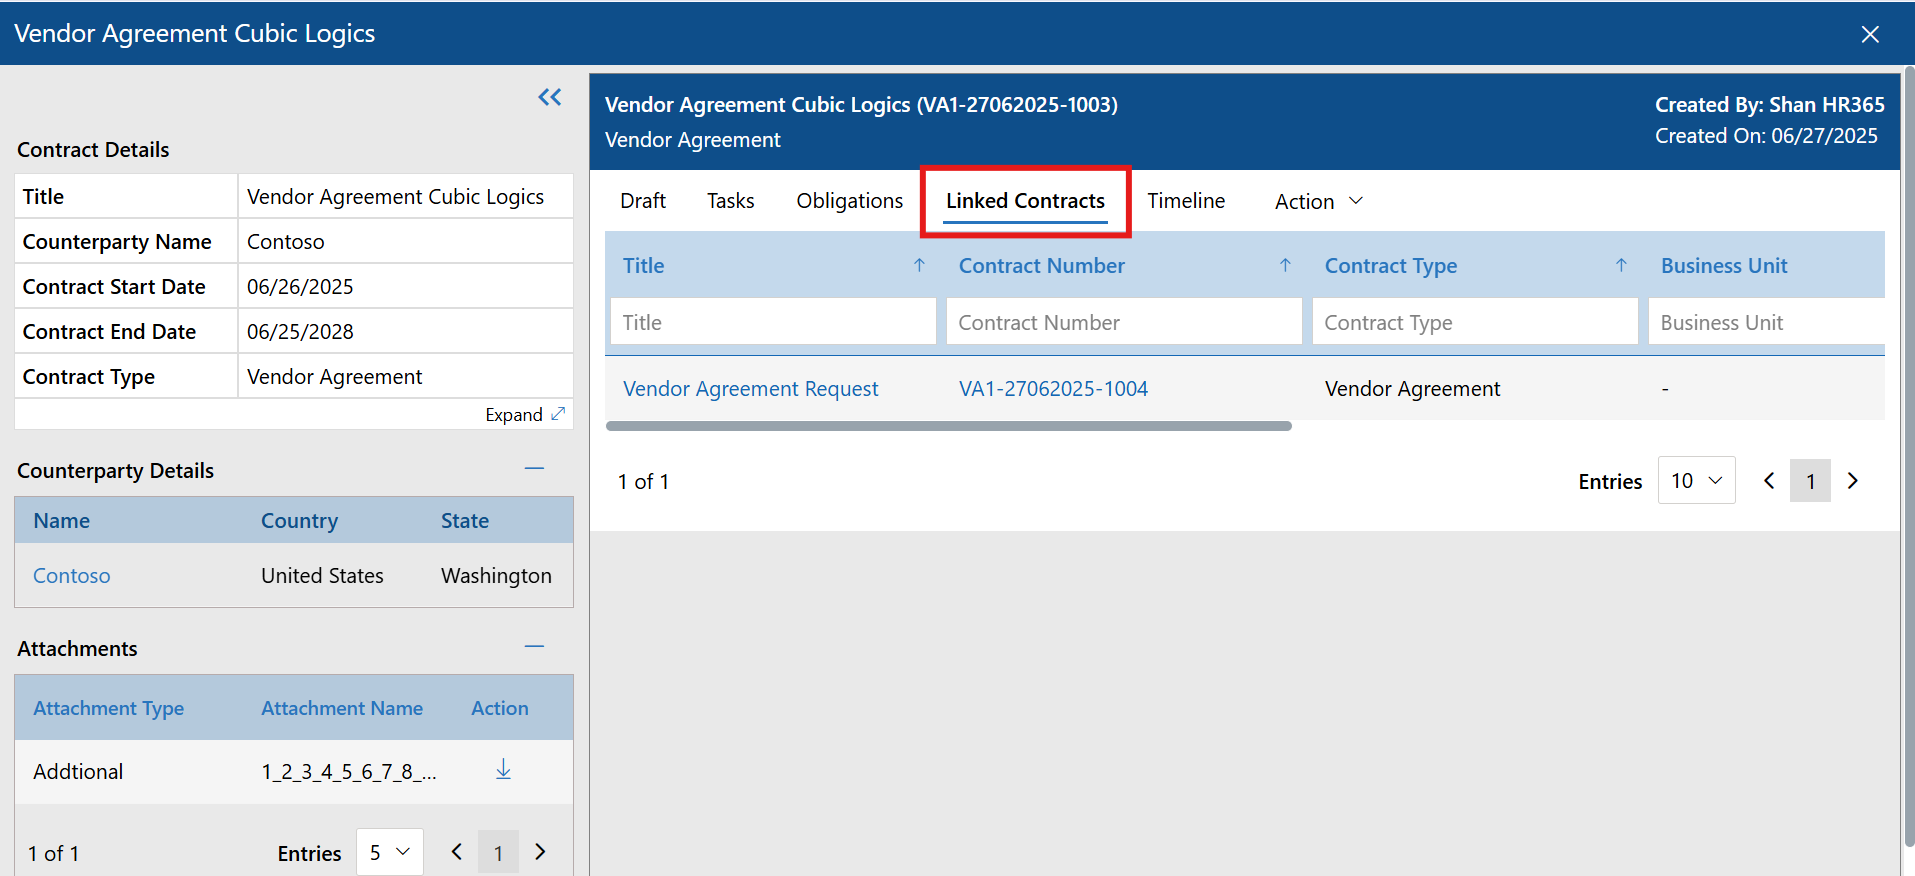 Vendor Agreement Cubic Logics
Contract Details
Title Vendor Agreement Cubic Logics
Counterparty Name Contoso
Contract Start Date 06/26/2025
Contract End Date 06/25/2028
Contract Type Vendor Agreement
Expand
Counterparty Details
Name Country State
Contoso United States Washington
Attachments
Attachment Type Attachment Name Action
Addtional 1_2_3_4_5_6_7_8_...
1 of 1 Entries 5 1
Vendor Agreement Cubic Logics (VA1-27062025-1003)
Vendor Agreement
Created By: Shan HR365
Created On: 06/27/2025
Draft Tasks Obligations Linked Contracts Timeline Action
Title Contract Number Contract Type Business Unit
Title Contract Number Contract Type Business Unit
Vendor Agreement Request VA1-27062025-1004 Vendor Agreement -
1 of 1 Entries 10 1